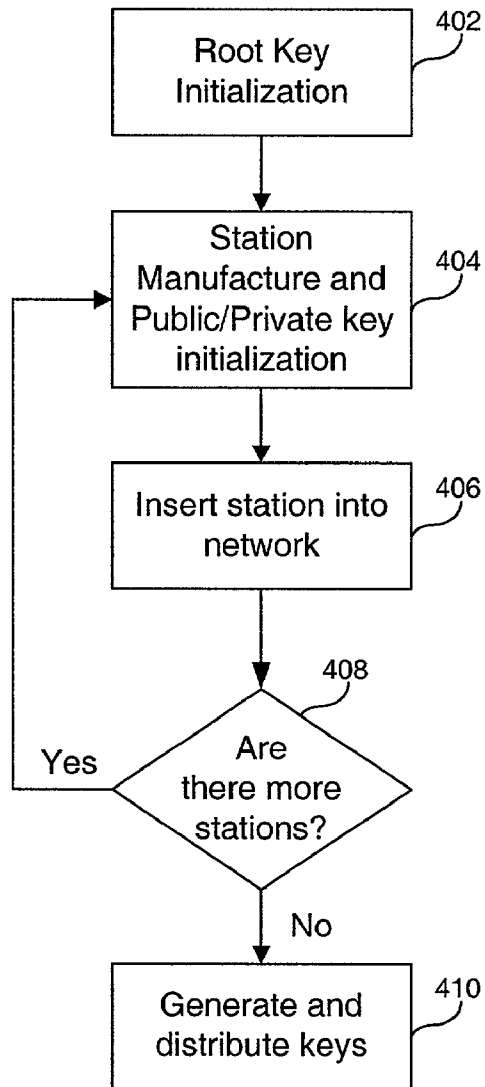 402
Root Key
Initialization
404
Station
Manufacture and
Public/Private key
initialization
406
Insert station into
network
408
Are
there more
stations?
Yes
No
410
Generate and
distribute keys